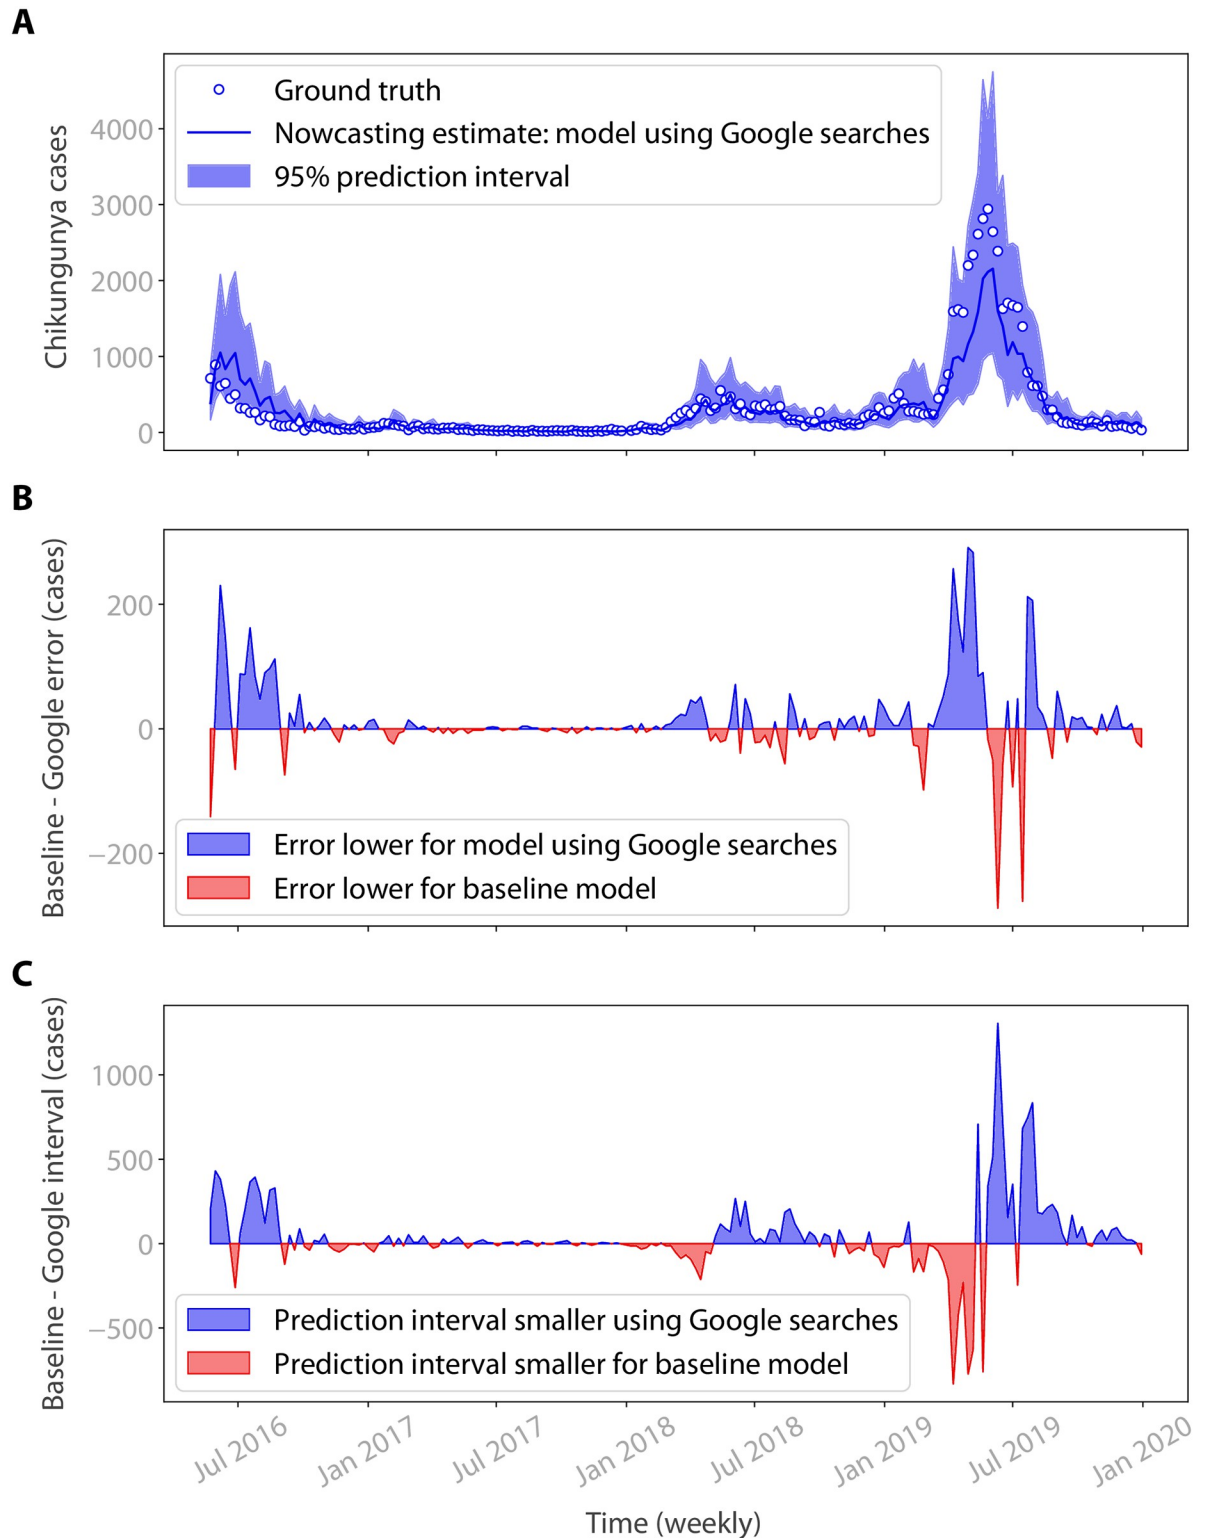 A
Chikungunya cases
4000
3000
2000
1000
0
Ground truth
Nowcasting estimate: model using Google searches
95% prediction interval
B
Baseline - Google error (cases)
200
0
−200
Error lower for model using Google searches
Error lower for baseline model
C
Baseline - Google interval (cases)
1000
500
0
−500
Prediction interval smaller using Google searches
Prediction interval smaller for baseline model
Jul 2016
Jan 2017
Jul 2017
Jan 2018
Jul 2018
Jan 2019
Jul 2019
Jan 2020
Time (weekly)